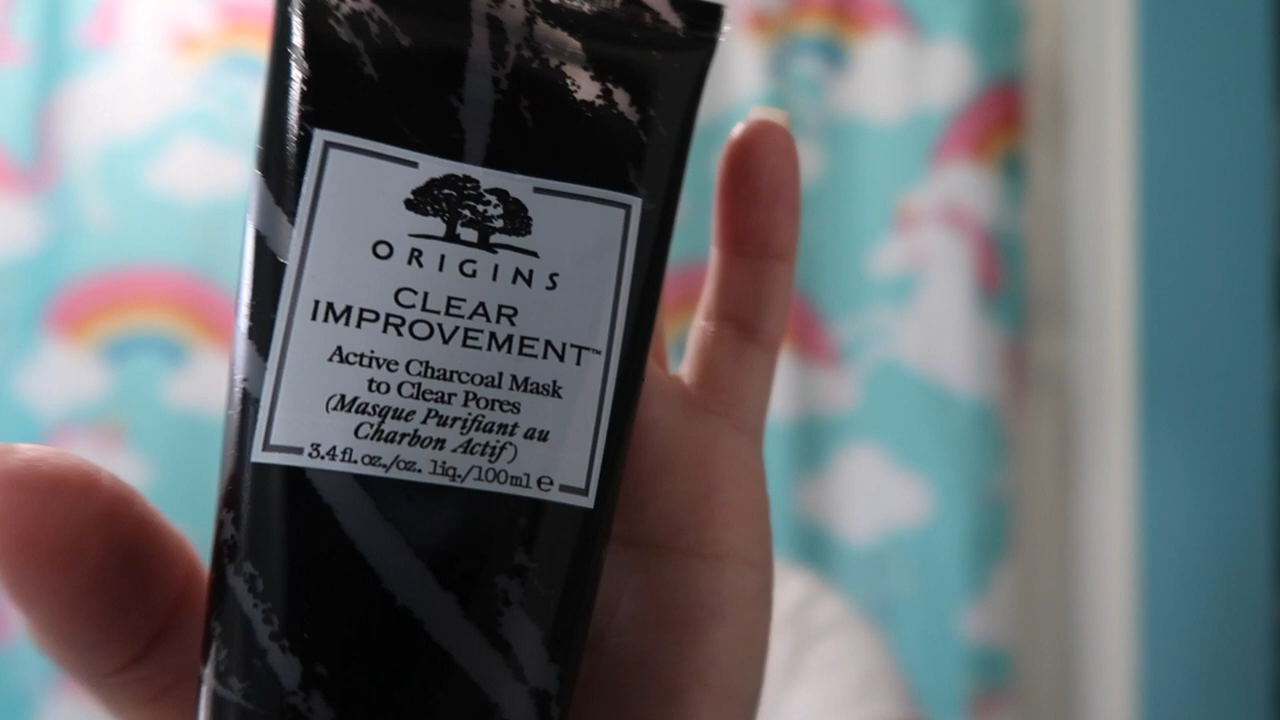 ORIGINS
CLEAR
IMPROVEMENT™
Active Charcoal Mask
to Clear Pores
(Masque Purifiant au
Charbon Actif)
3.4 fl. oz./oz. liq./100ml e